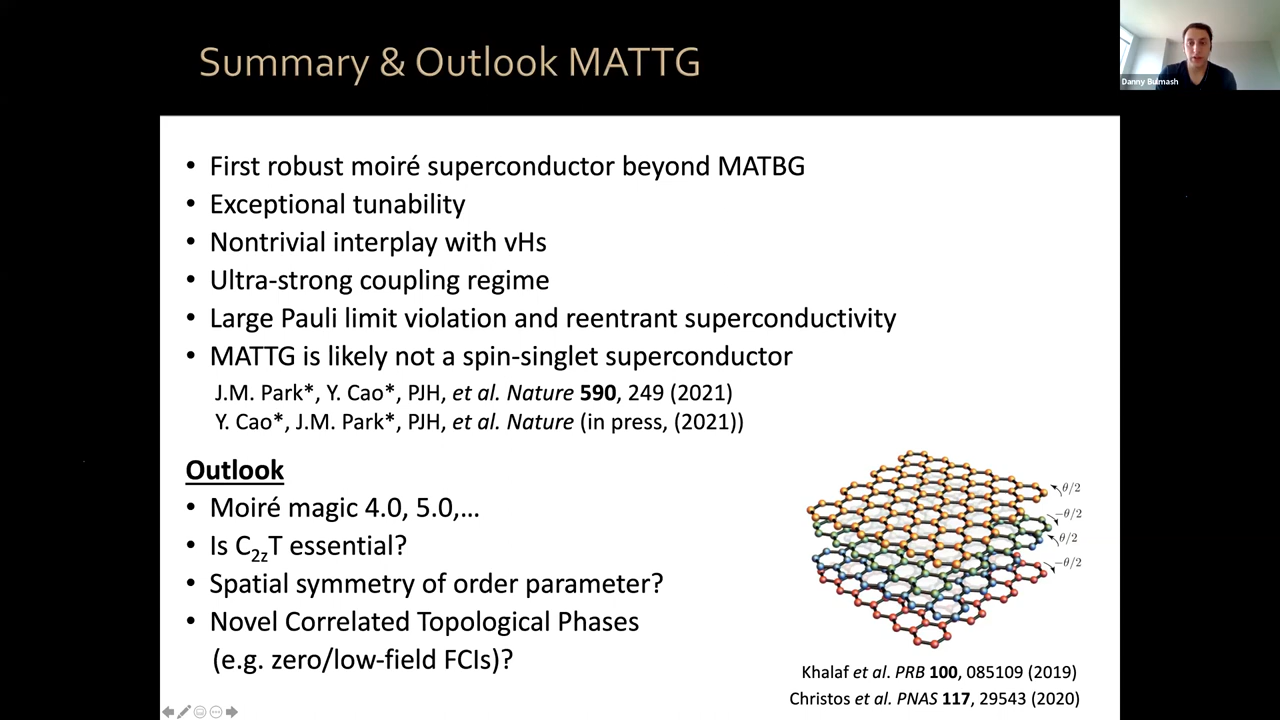 Summary & Outlook MATTG
Danny Bulmash
• First robust moiré superconductor beyond MATBG
• Exceptional tunability
• Nontrivial interplay with vHs
• Ultra-strong coupling regime
• Large Pauli limit violation and reentrant superconductivity
• MATTG is likely not a spin-singlet superconductor
J.M. Park*, Y. Cao*, PJH, et al. Nature 590, 249 (2021)
Y. Cao*, J.M. Park*, PJH, et al. Nature (in press, (2021))
Outlook
• Moiré magic 4.0, 5.0,…
• Is C2zT essential?
• Spatial symmetry of order parameter?
• Novel Correlated Topological Phases
(e.g. zero/low-field FCIs)?
θ/2
−θ/2
θ/2
−θ/2
Khalaf et al. PRB 100, 085109 (2019)
Christos et al. PNAS 117, 29543 (2020)